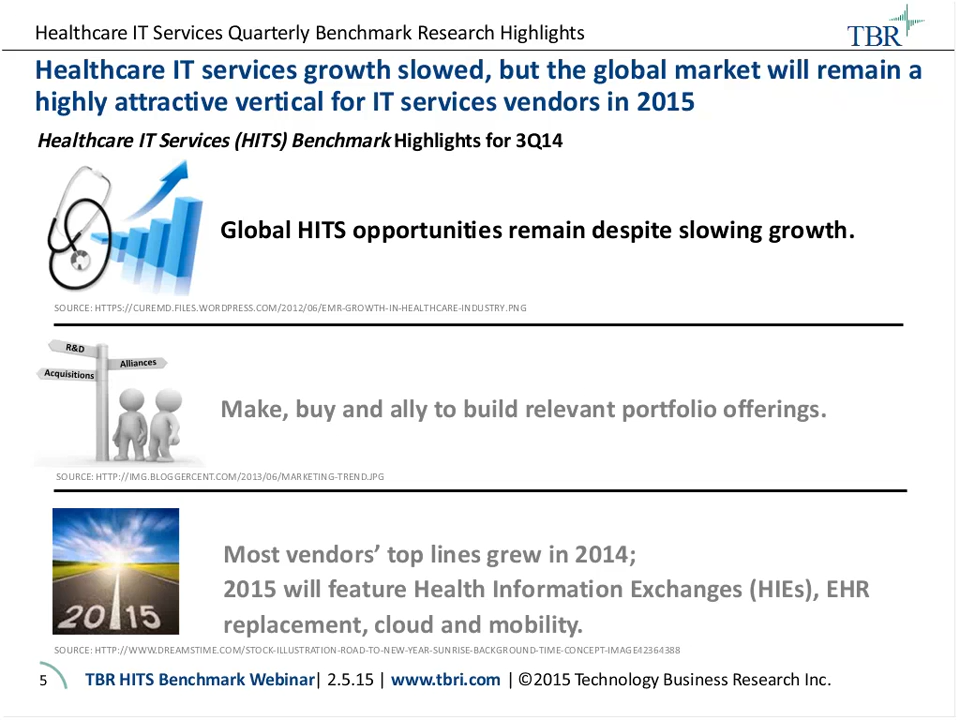 Healthcare IT Services Quarterly Benchmark Research Highlights
TBR
Healthcare IT services growth slowed, but the global market will remain a
highly attractive vertical for IT services vendors in 2015
Healthcare IT Services (HITS) Benchmark Highlights for 3Q14
Global HITS opportunities remain despite slowing growth.
SOURCE: HTTPS://CUREMD.FILES.WORDPRESS.COM/2012/06/EMR-GROWTH-IN-HEALTHCARE-INDUSTRY.PNG
R&D
Alliances
Acquisitions
Make, buy and ally to build relevant portfolio offerings.
SOURCE: HTTP://IMG.BLOGGERCENT.COM/2013/06/MARKETING-TREND.JPG
2015
Most vendors’ top lines grew in 2014;
2015 will feature Health Information Exchanges (HIEs), EHR
replacement, cloud and mobility.
SOURCE: HTTP://WWW.DREAMSTIME.COM/STOCK-ILLUSTRATION-ROAD-TO-NEW-YEAR-SUNRISE-BACKGROUND-TIME-CONCEPT-IMAGE42364388
5 TBR HITS Benchmark Webinar| 2.5.15 | www.tbri.com | ©2015 Technology Business Research Inc.